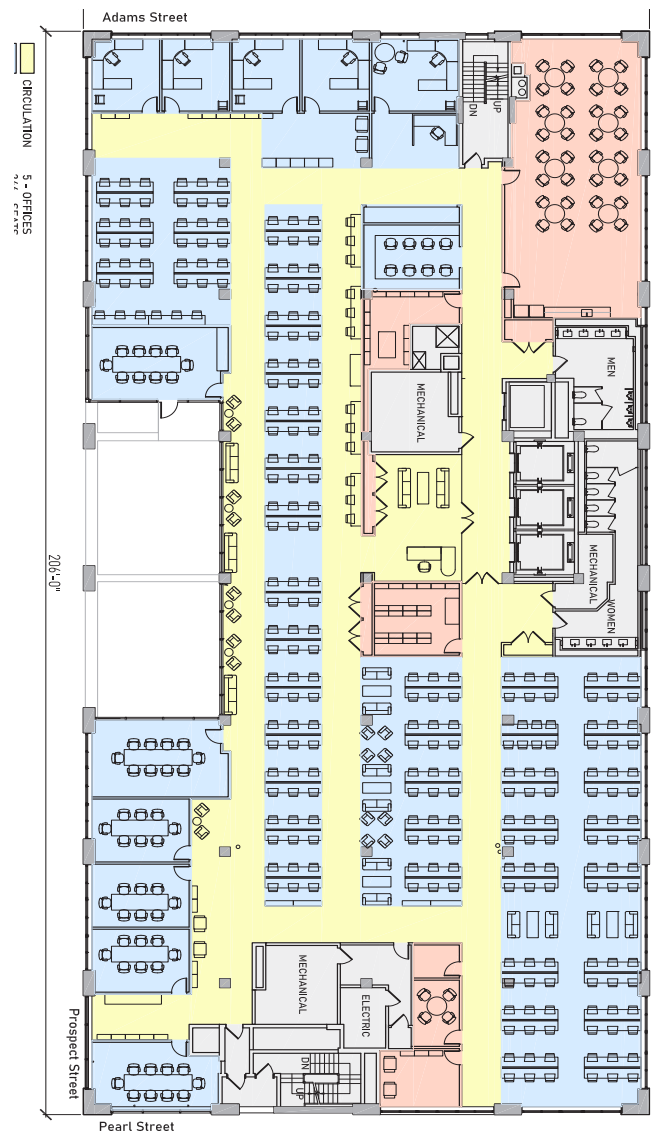 Adams Street
CIRCULATION
5 - OFFICES
UP
DN
MEN
MECHANICAL
MECHANICAL
WOMEN
204'-0"
MECHANICAL
ELECTRIC
DN
UP
Prospect Street
Pearl Street